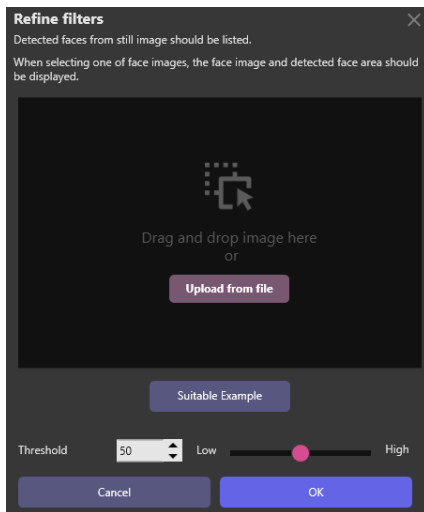 Refine filters
Detected faces from still image should be listed.
When selecting one of face images, the face image and detected face area should
be displayed.
Drag and drop image here
or
Upload from file
Suitable Example
Threshold 50 Low High
Cancel OK